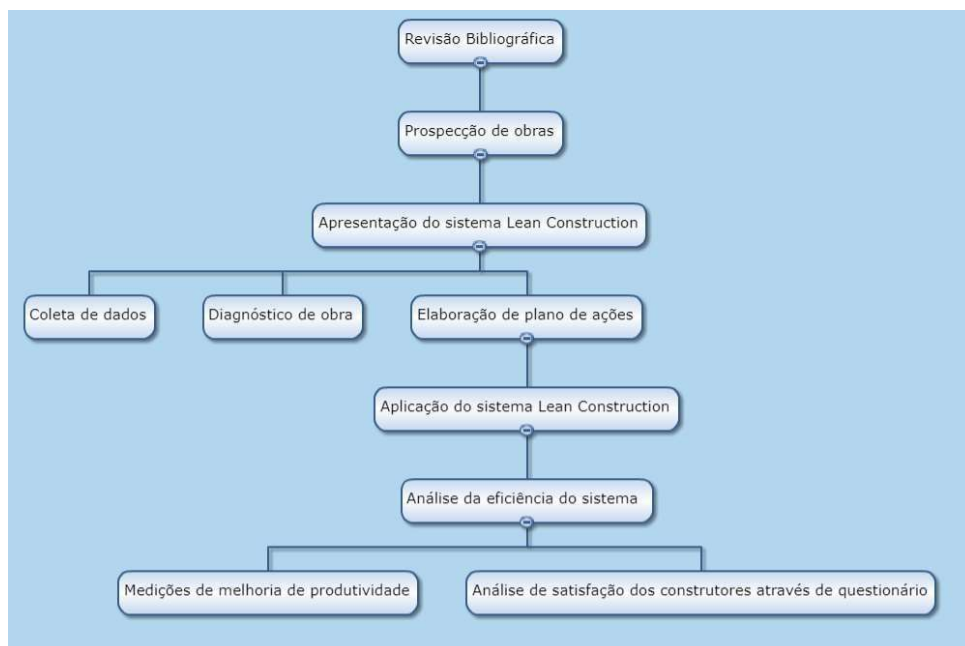 Revisão Bibliográfica
Prospecção de obras
Apresentação do sistema Lean Construction
Coleta de dados
Diagnóstico de obra
Elaboração de plano de ações
Aplicação do sistema Lean Construction
Análise da eficiência do sistema
Medições de melhoria de produtividade
Análise de satisfação dos construtores através de questionário